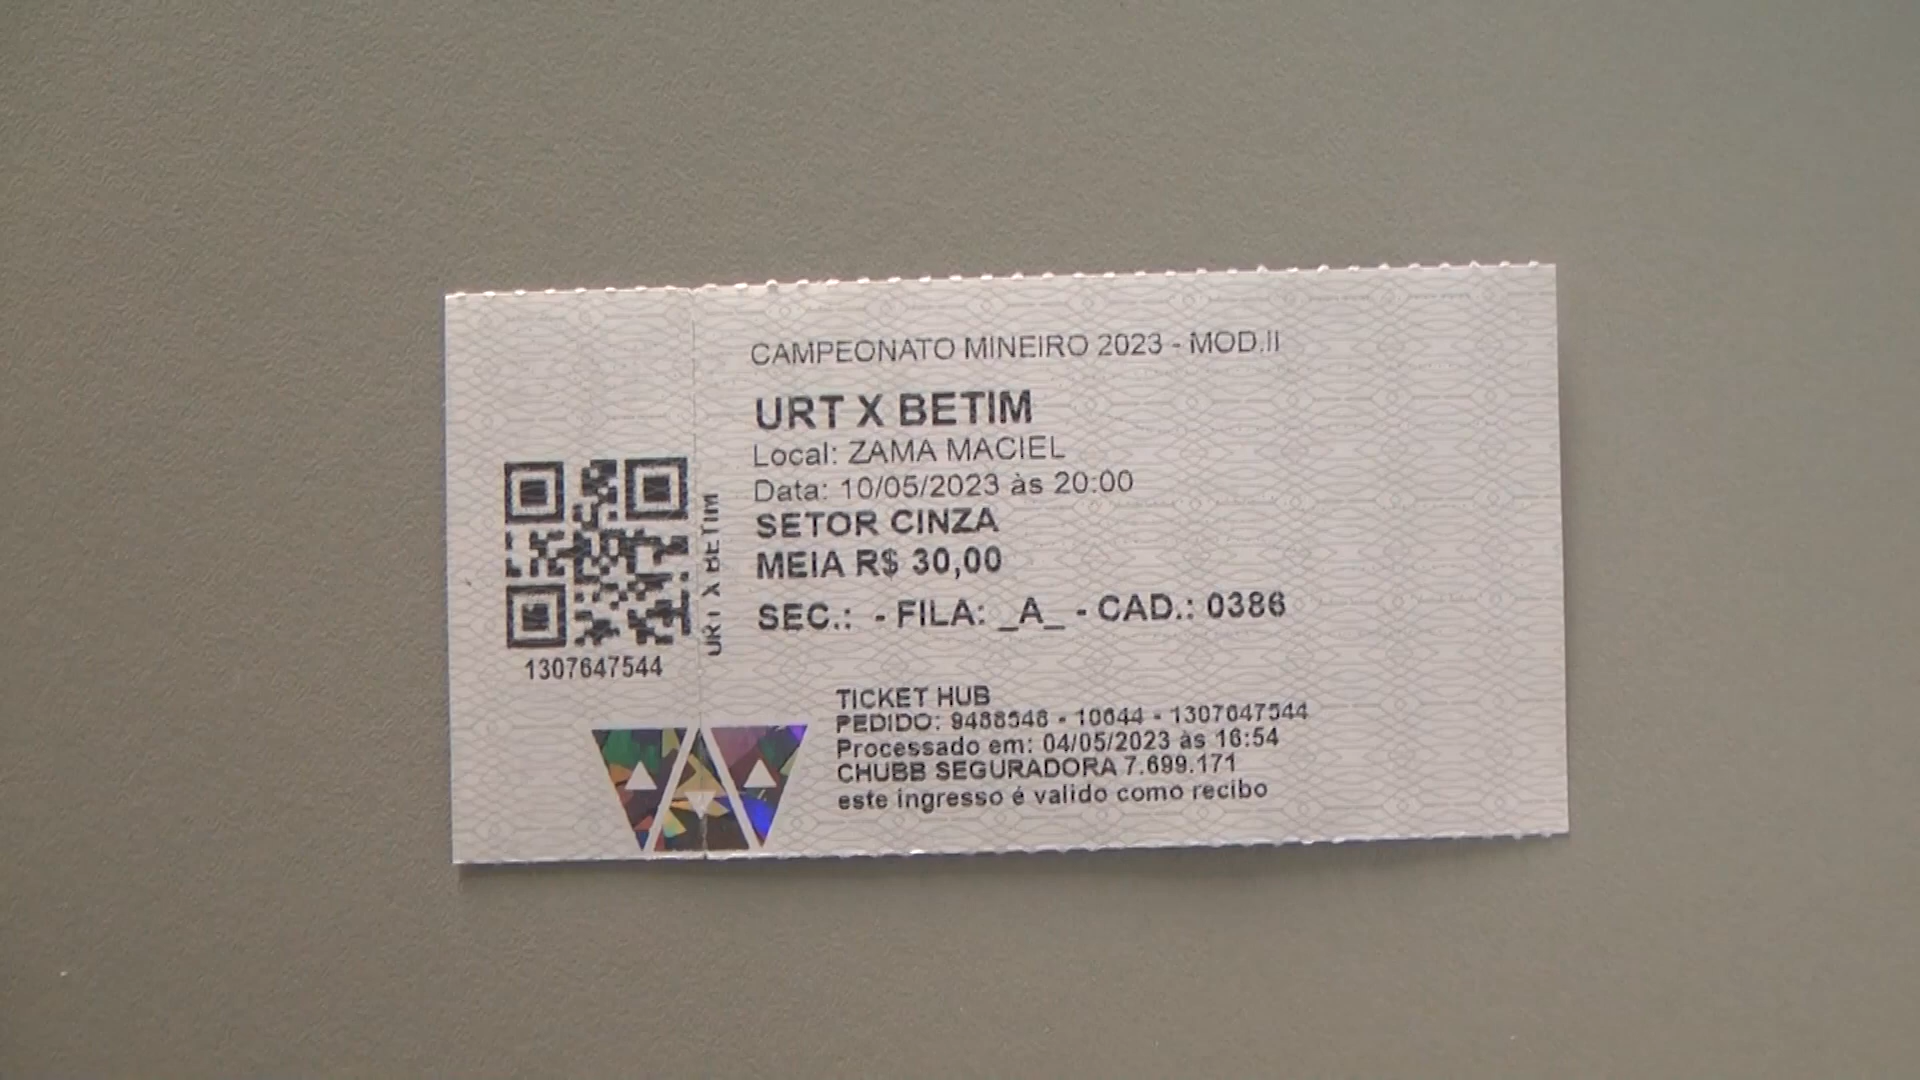 CAMPEONATO MINEIRO 2023 - MOD.II
URT X BETIM
Local: ZAMA MACIEL
Data: 10/05/2023 às 20:00
SETOR CINZA
MEIA R$ 30,00
SEC.: - FILA: _A_ - CAD.: 0386
1307647544
URT X BETIM
TICKET HUB
PEDIDO: 9488548 - 10644 - 1307647544
Processado em: 04/05/2023 às 16:54
CHUBB SEGURADORA 7.699.171
este ingresso é valido como recibo